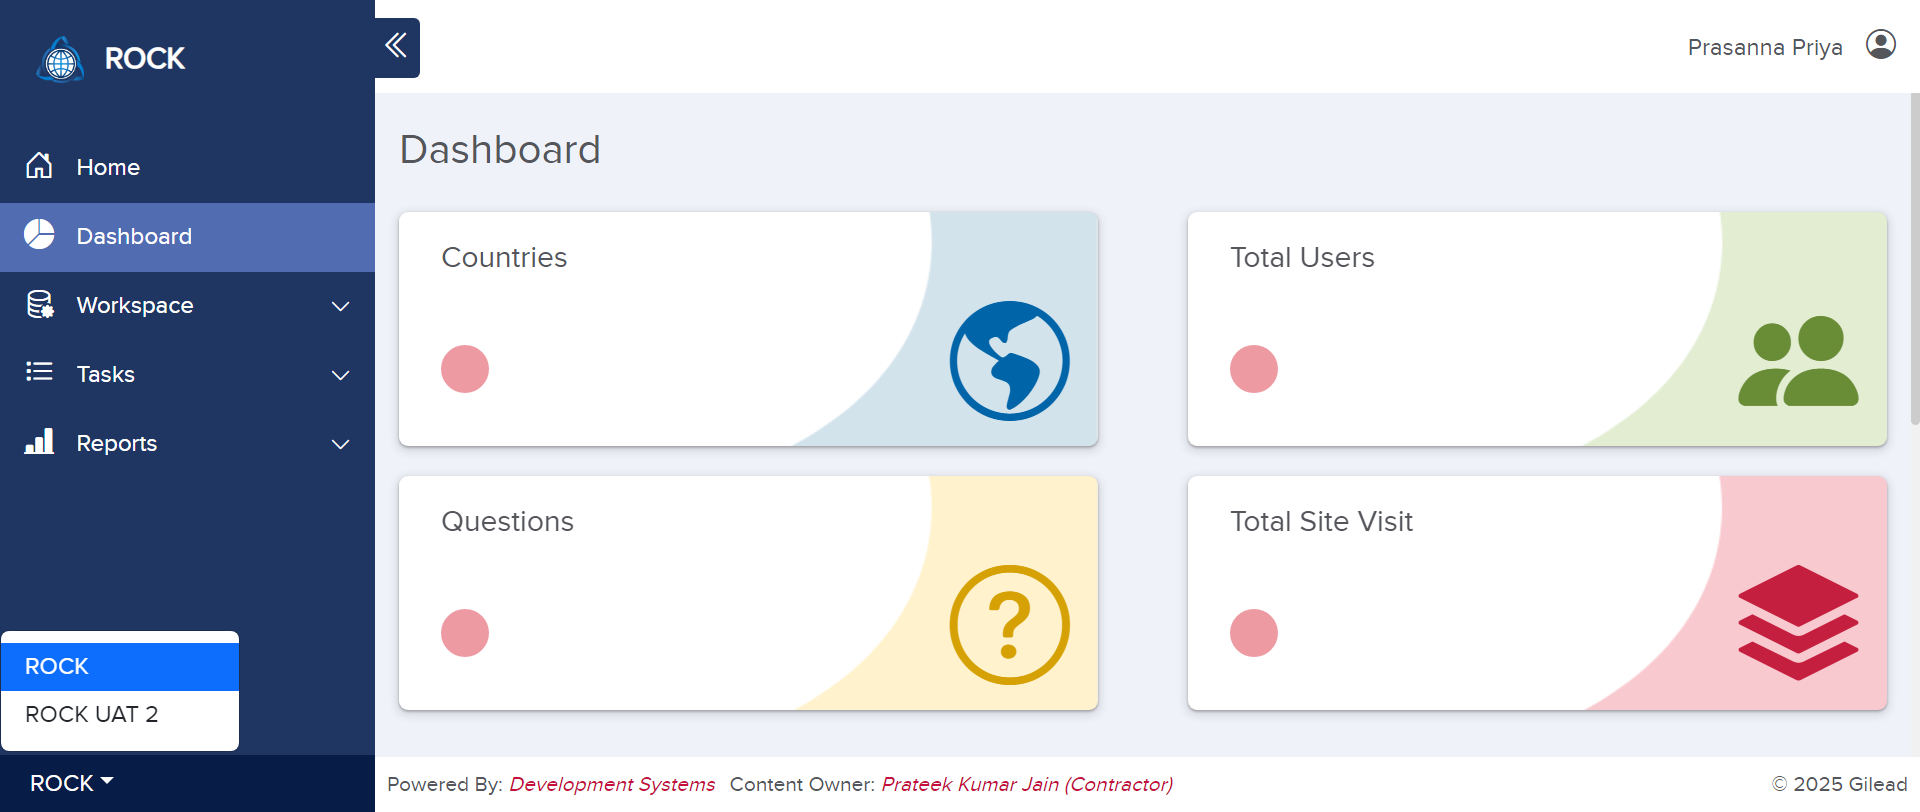 ROCK
Prasanna Priya
Home
Dashboard
Workspace
Tasks
Reports
ROCK
ROCK UAT 2
ROCK
Dashboard
Countries
Total Users
Questions
Total Site Visit
Powered By: Development Systems Content Owner: Prateek Kumar Jain (Contractor)
© 2025 Gilead